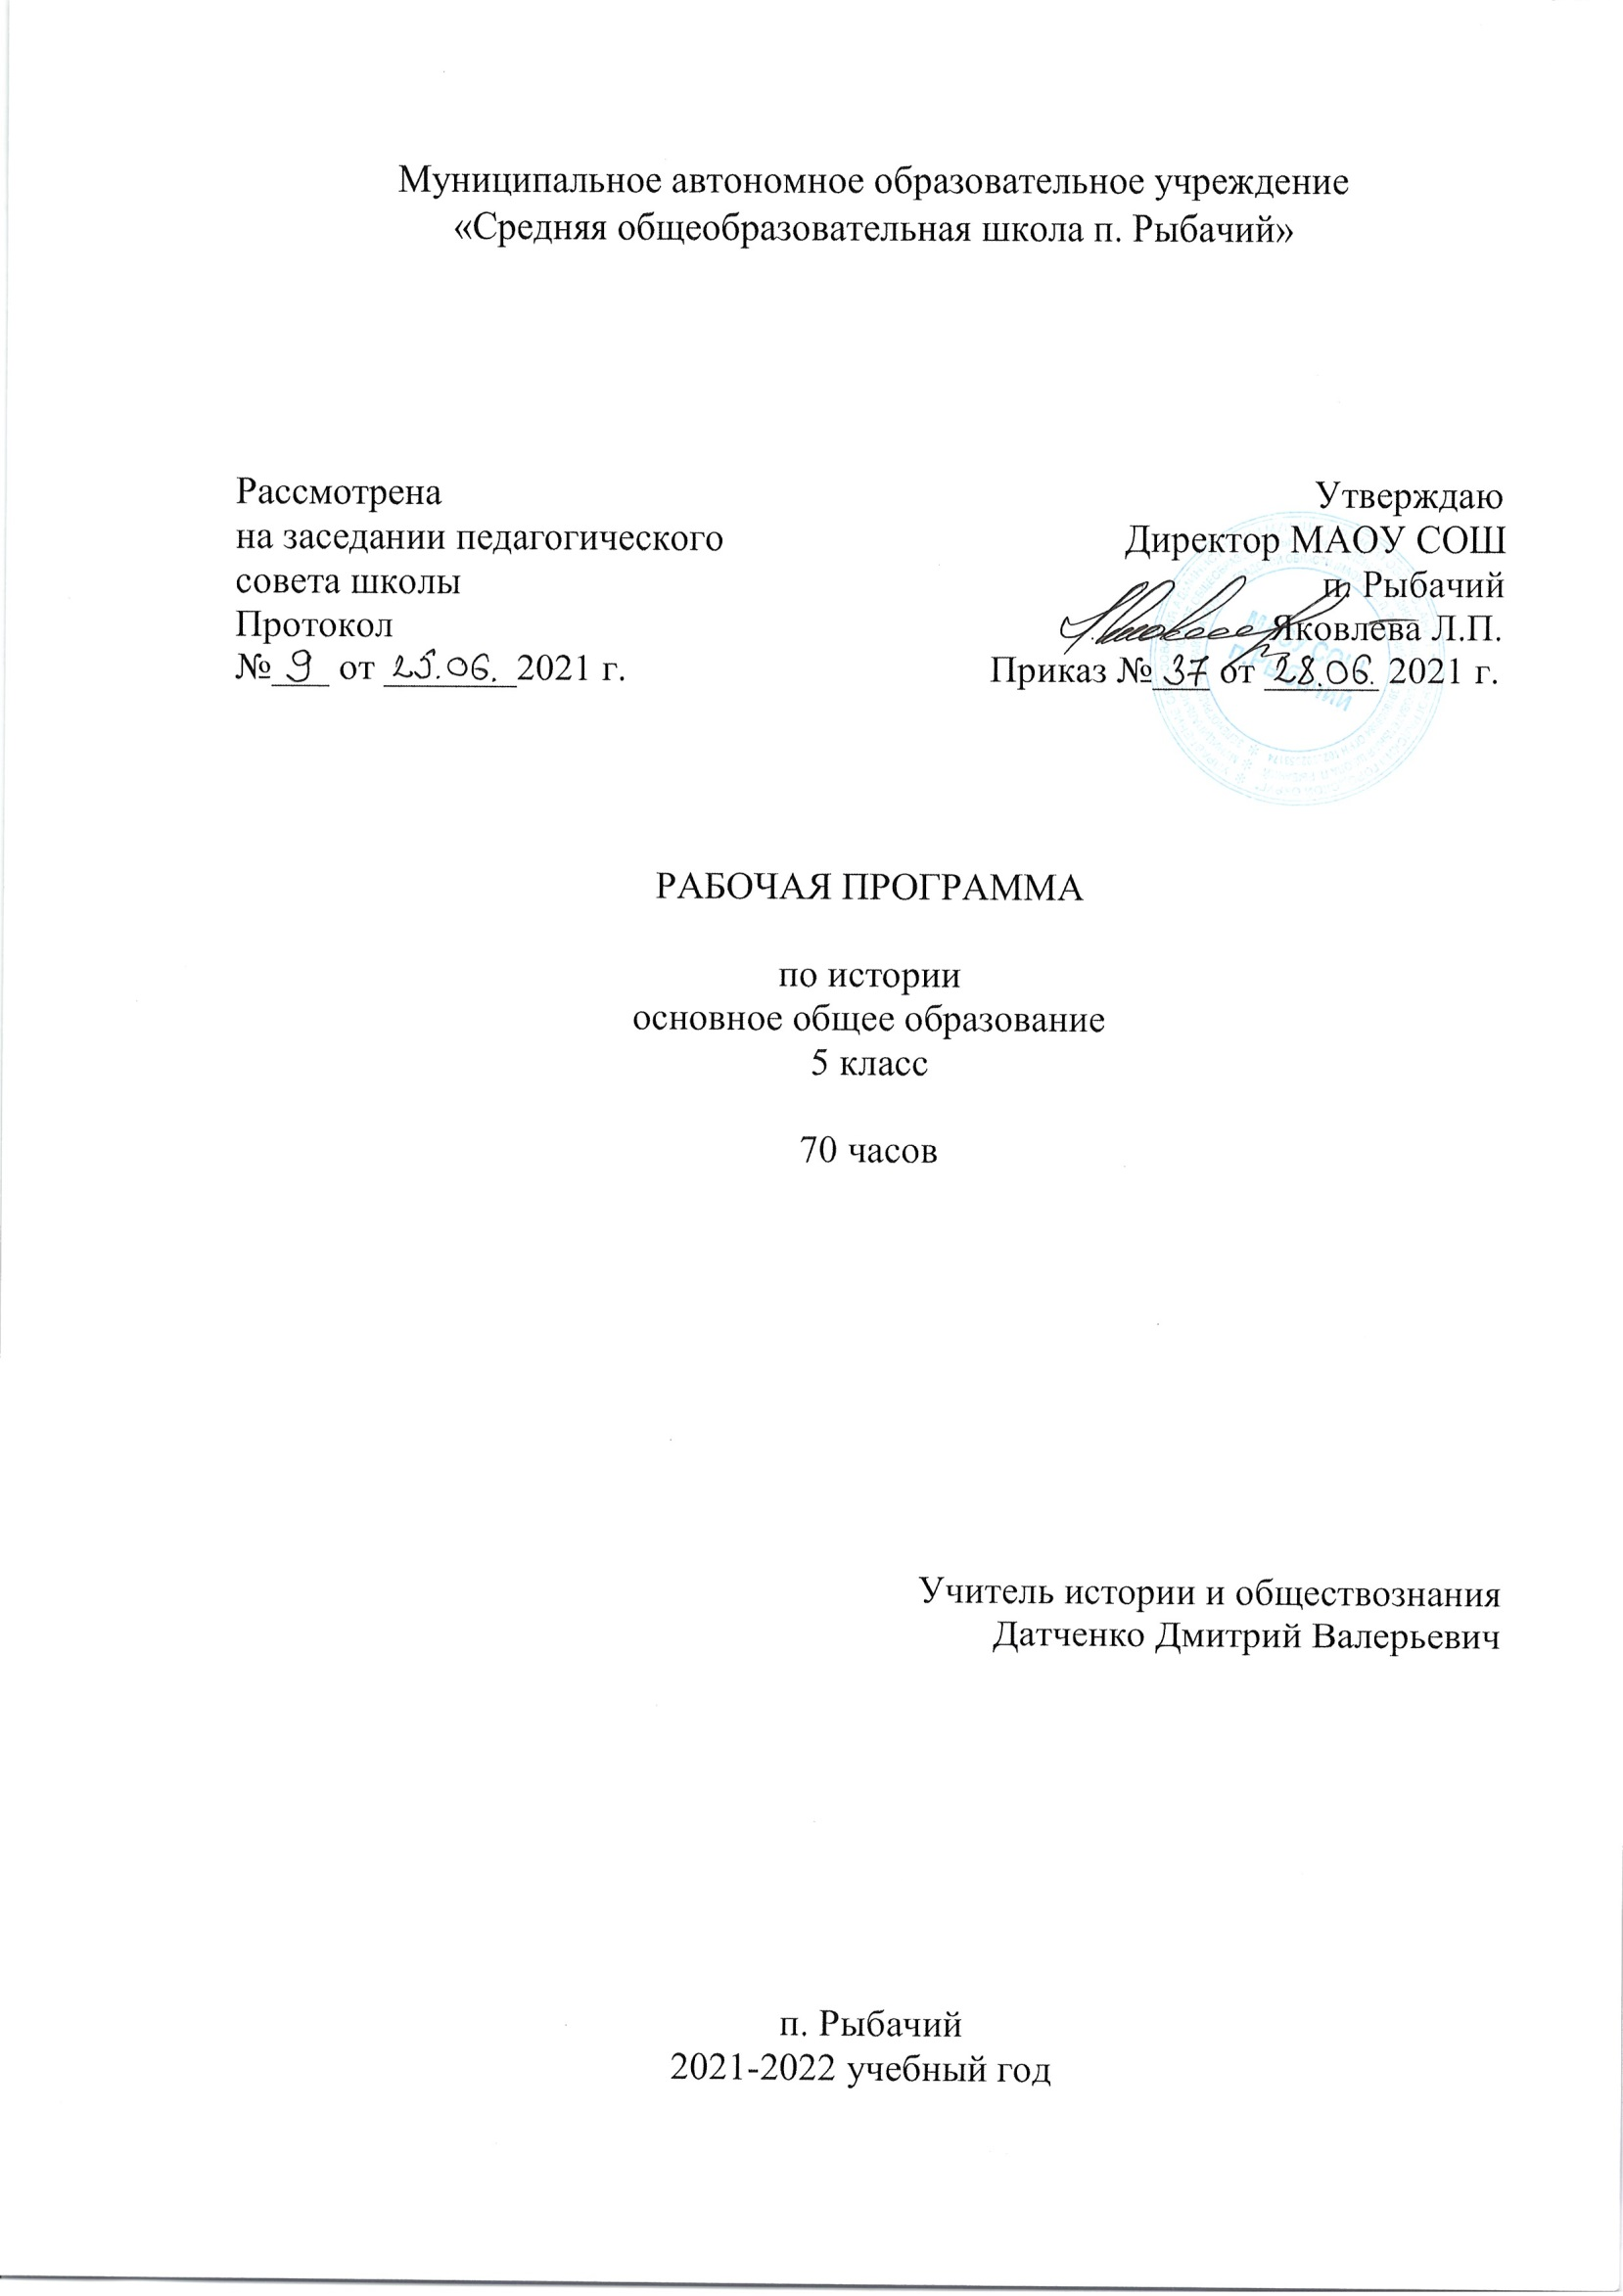 Муниципальное автономное образовательное учреждение
«Средняя общеобразовательная школа п. Рыбачий»
Рассмотрена
на заседании педагогического
совета школы
Протокол
№ 9 от 25.06. 2021 г.
Утверждаю
Директор МАОУ СОШ
п. Рыбачий
Яковлева Л.П.
Приказ № 37 от 28.06. 2021 г.
РАБОЧАЯ ПРОГРАММА
по истории
основное общее образование
5 класс
70 часов
Учитель истории и обществознания
Датченко Дмитрий Валерьевич
п. Рыбачий
2021-2022 учебный год